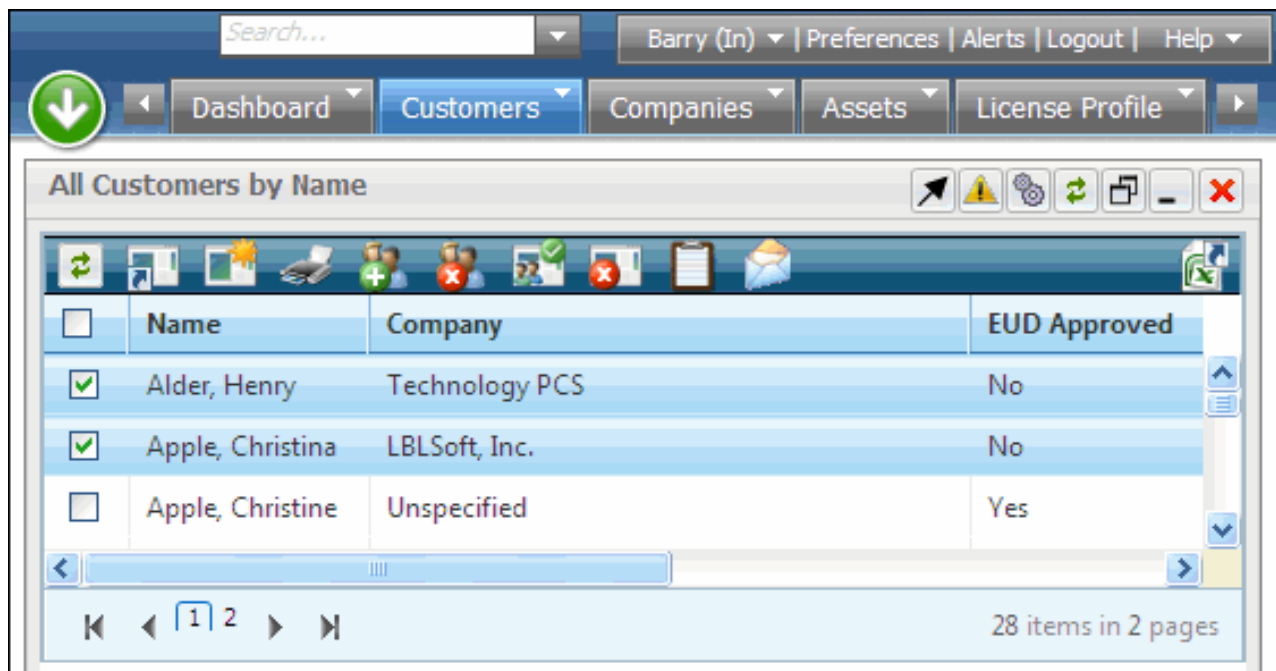 Search...
Barry (In) | Preferences | Alerts | Logout | Help
Dashboard Customers Companies Assets License Profile
All Customers by Name
Name Company EUD Approved
Alder, Henry Technology PCS No
Apple, Christina LBLSoft, Inc. No
Apple, Christine Unspecified Yes
1 2 28 items in 2 pages